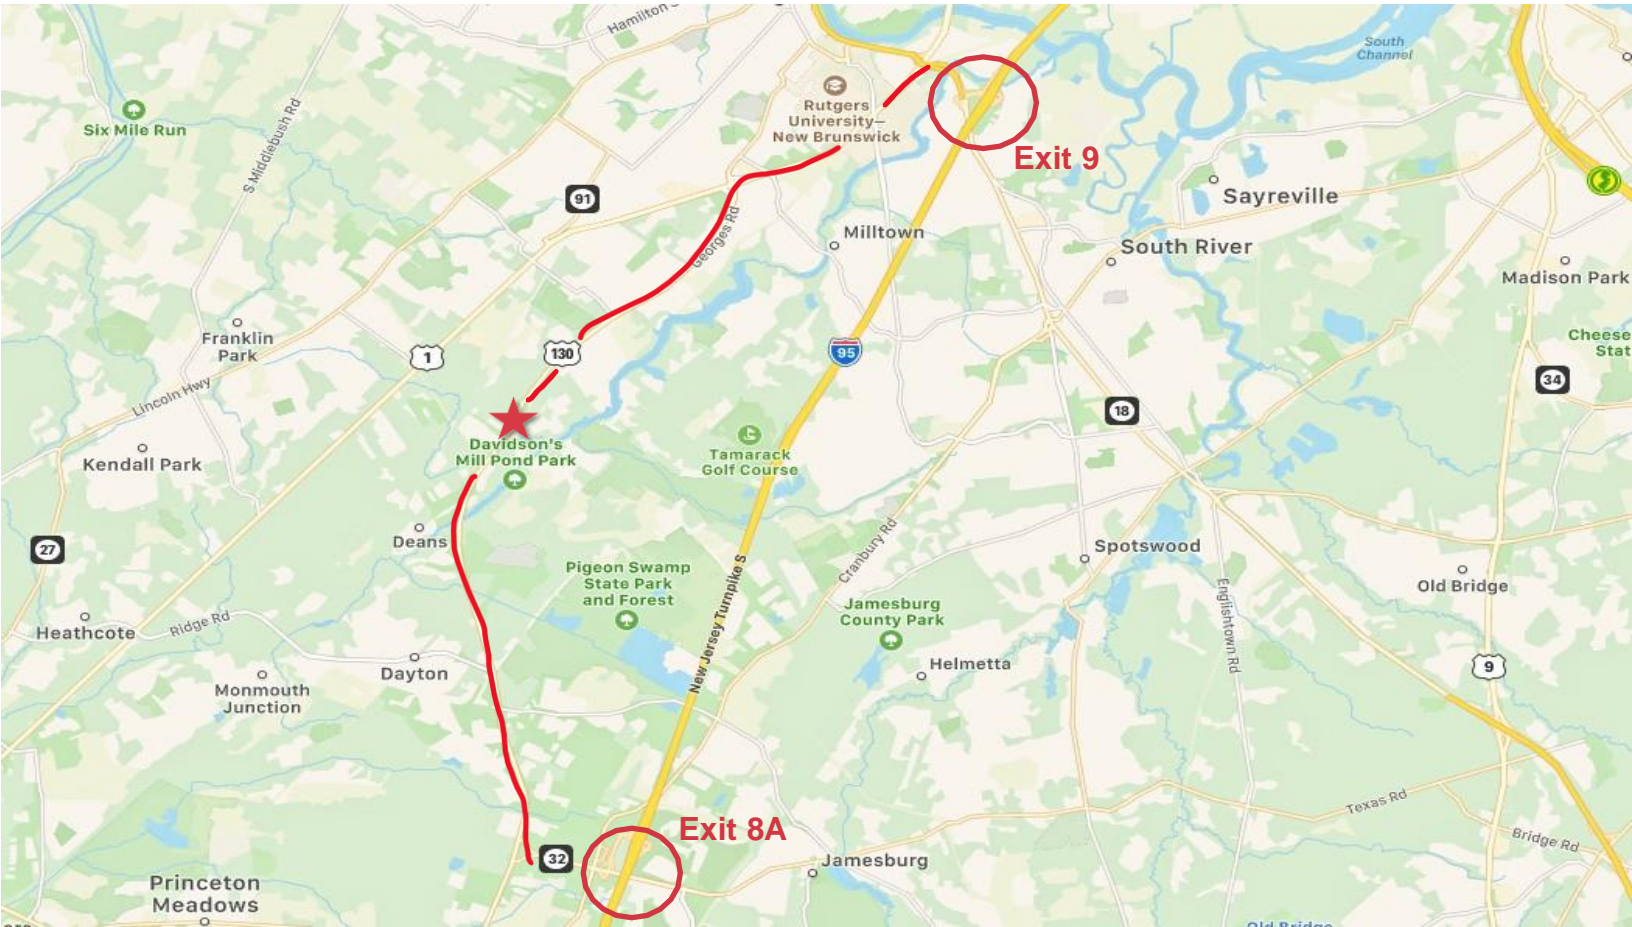 Hamilton S
South
Channel
Rutgers
University–
New Brunswick
Six Mile Run
S Middlebush Rd
Exit 9
91
Sayreville
Georges Rd
Milltown
South River
Madison Park
Franklin
Park
1
130
95
Cheese
Stat
34
Lincoln Hwy
18
Davidson's
Mill Pond Park
Tamarack
Golf Course
Kendall Park
27
Deans
Cranbury Rd
Spotswood
Pigeon Swamp
State Park
and Forest
New Jersey Turnpike S
Englishtown Rd
Old Bridge
Jamesburg
County Park
Heathcote
Ridge Rd
Dayton
Helmetta
9
Monmouth
Junction
Texas Rd
Exit 8A
Bridge Rd
32
Jamesburg
Princeton
Meadows
Old Bridge